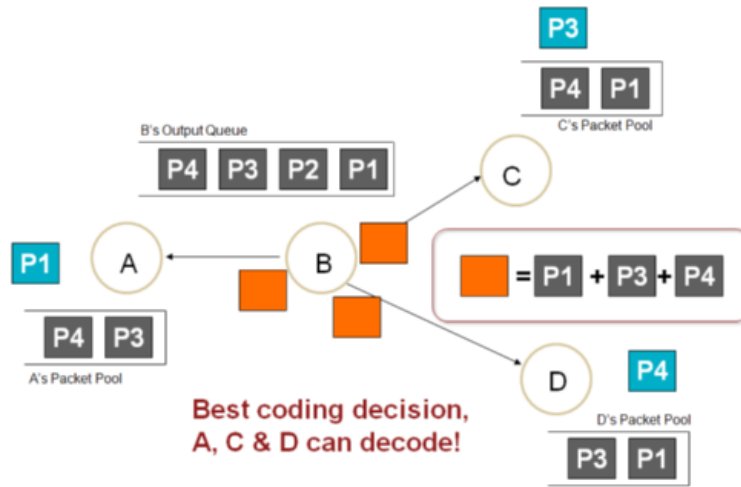 P3
P4 P1
C's Packet Pool
B's Output Queue
P4 P3 P2 P1
C
P1
A
B
= P1 + P3 + P4
P4 P3
A's Packet Pool
D
P4
Best coding decision,
A, C & D can decode!
D's Packet Pool
P3 P1